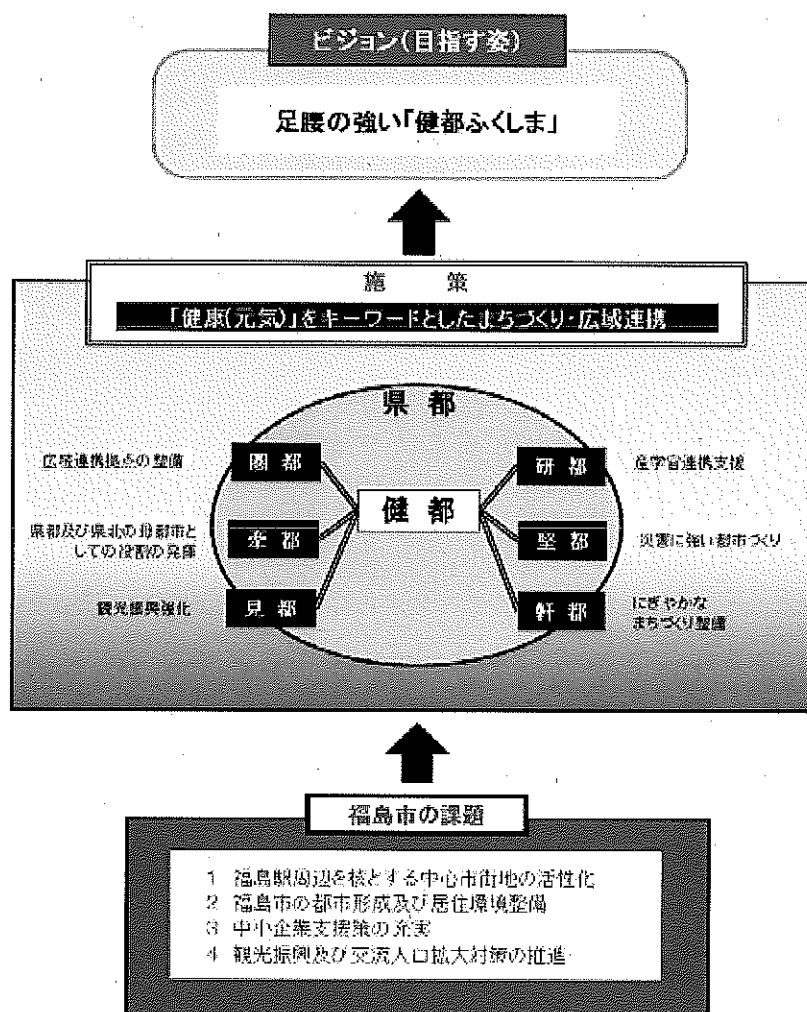 ビジョン(目指す姿)
足腰の強い「健都ふくしま」
施 策
「健康(元気)」をキーワードとしたまちづくり・広域連携
県 都
広域連携拠点の整備
圏 都
研 都
産学官連携支援
健 都
県都及び県北の母都市と
しての役割の発揮
牽 都
堅 都
災害に強い都市づくり
観光振興強化
見 都
軒 都
にぎやかな
まちづくり整備
福島市の課題
1 福島駅周辺を核とする中心市街地の活性化
2 福島市の都市形成及び居住環境整備
3 中小企業支援策の充実
4 観光振興及び交流人口拡大対策の推進